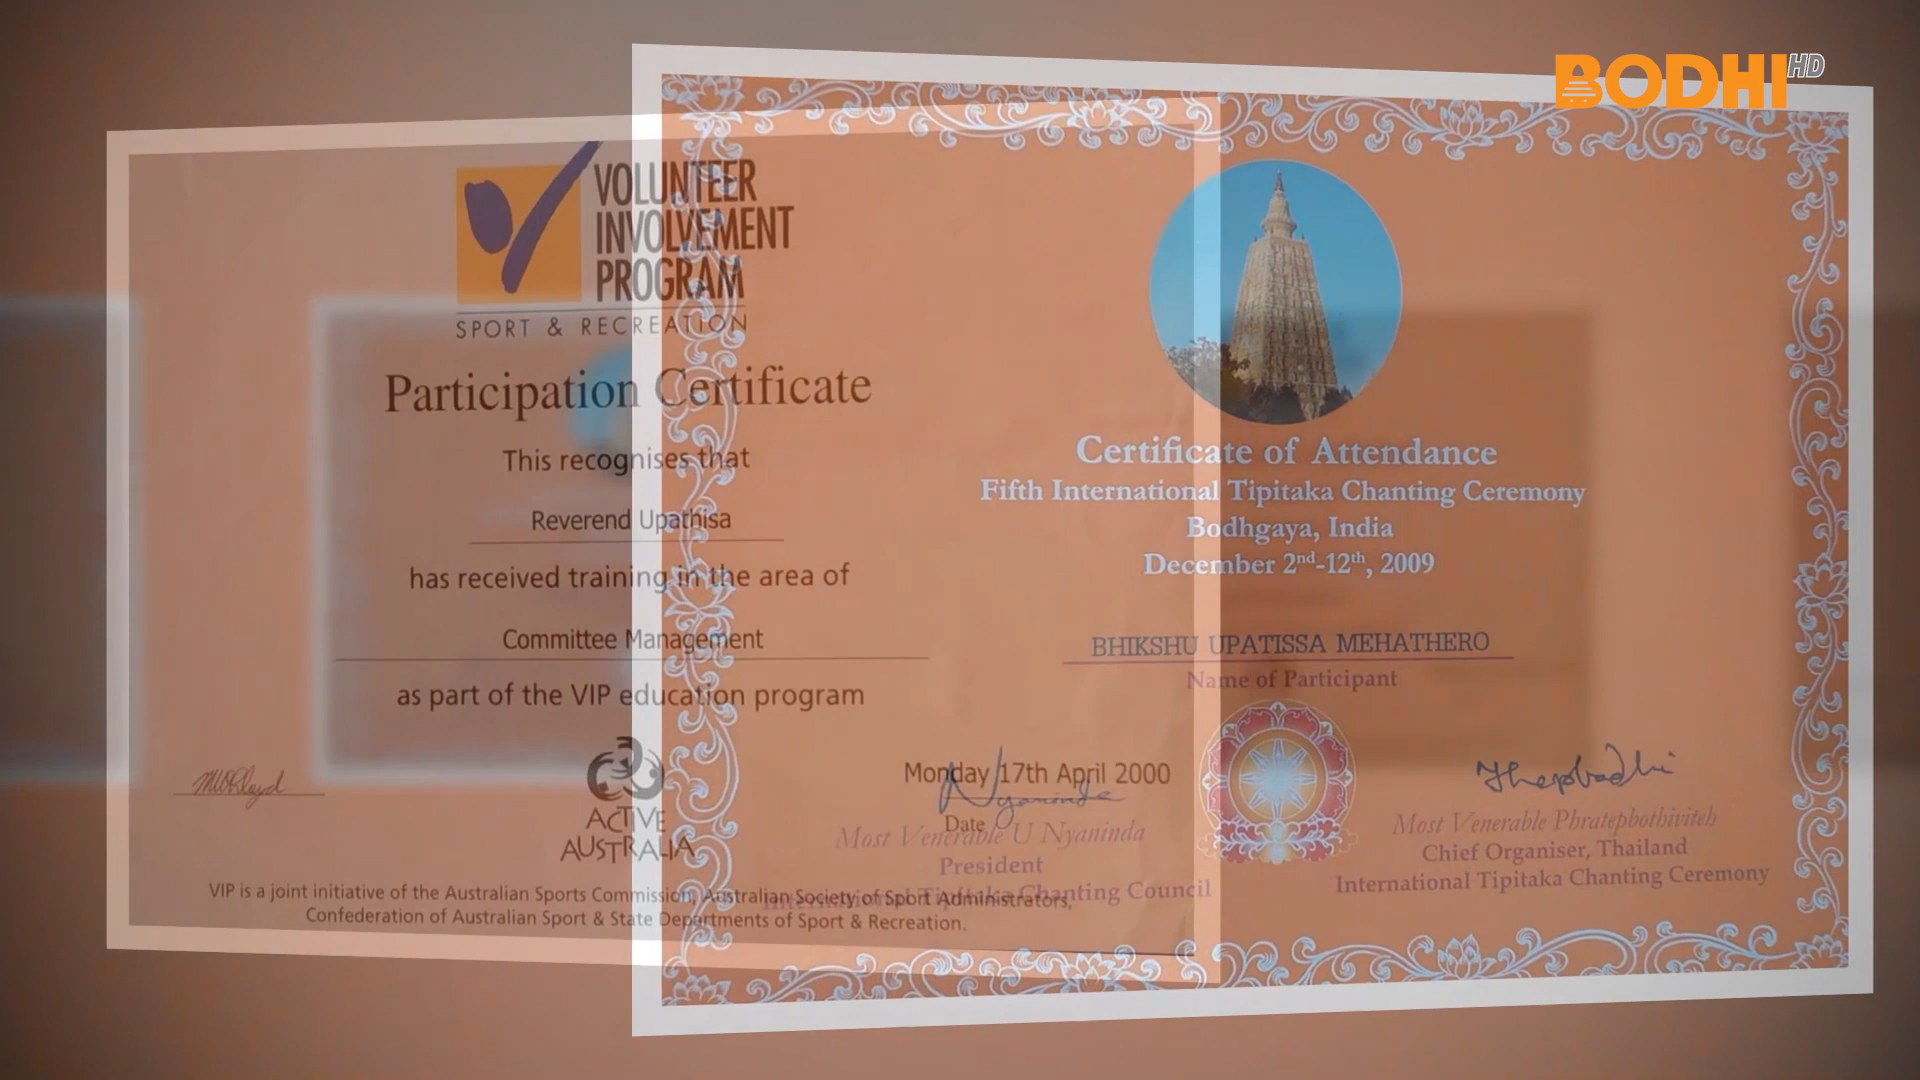 BODHI HD
VOLUNTEER
INVOLVEMENT
PROGRAM
SPORT & RECREATION
Participation Certificate
This recognises that
Reverend Upathisa
has received training in the area of
Committee Management
as part of the VIP education program
Monday 17th April 2000
Date
ACTIVE
AUSTRALIA
VIP is a joint initiative of the Australian Sports Commission, Australian Society of Sport Administrators,
Confederation of Australian Sport & State Departments of Sport & Recreation.
Certificate of Attendance
Fifth International Tipitaka Chanting Ceremony
Bodhgaya, India
December 2nd-12th, 2009
BHIKSHU UPATISSA MEHATHERO
Name of Participant
Most Venerable U Nyaninda
President
International Tipitaka Chanting Council
Most Venerable Phratepbothiviteh
Chief Organiser, Thailand
International Tipitaka Chanting Ceremony